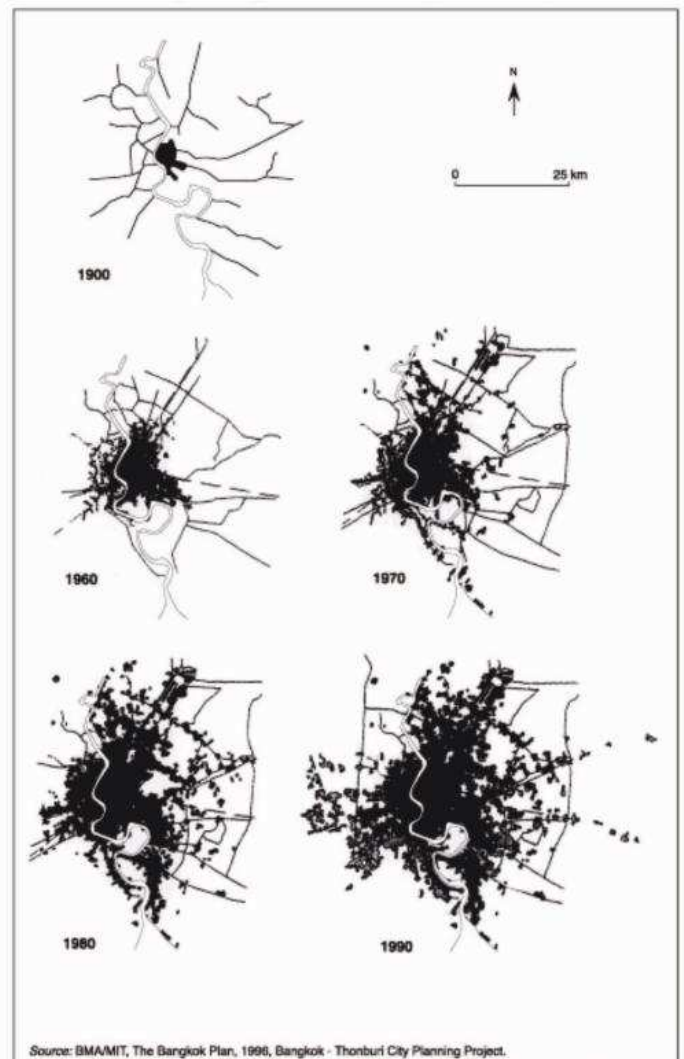 N
0 25 km
1900
1960
1970
1980
1990
Source: BMA/MIT, The Bangkok Plan, 1996, Bangkok - Thonburi City Planning Project.